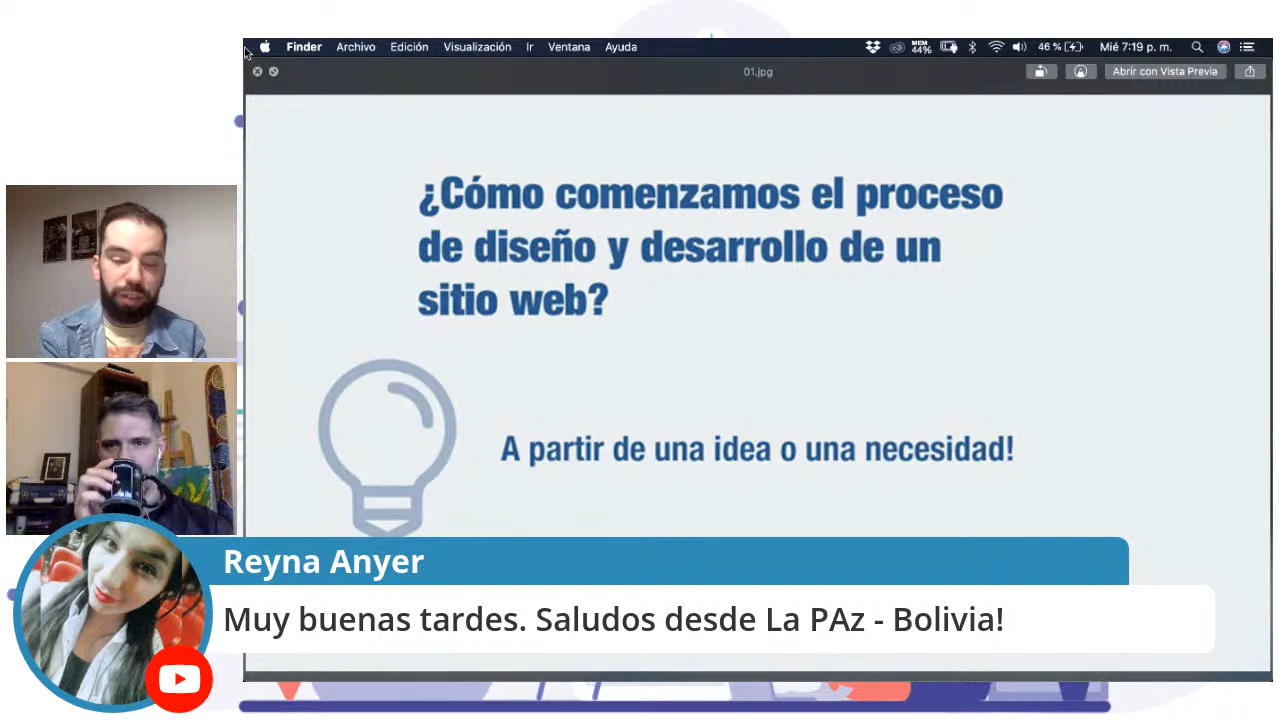 Finder Archivo Edición Visualización Ir Ventana Ayuda MEM 44% 46 % Mié 7:19 p. m.
01.jpg Abrir con Vista Previa
¿Cómo comenzamos el proceso
de diseño y desarrollo de un
sitio web?
A partir de una idea o una necesidad!
Reyna Anyer
Muy buenas tardes. Saludos desde La PAz - Bolivia!